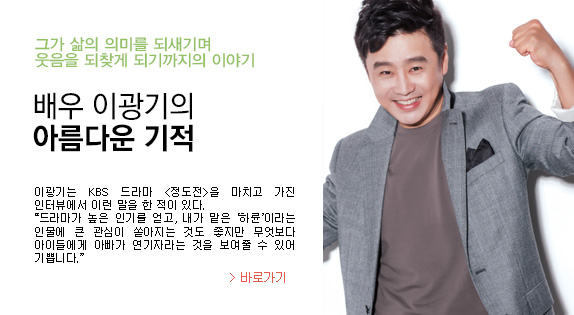 그가 삶의 의미를 되새기며
웃음을 되찾게 되기까지의 이야기
배우 이광기의
아름다운 기적
이광기는 KBS 드라마 <정도전>을 마치고 가진
인터뷰에서 이런 말을 한 적이 있다.
“드라마가 높은 인기를 얻고, 내가 맡은 ‘하륜’이라는
인물에 큰 관심이 쏟아지는 것도 좋지만 무엇보다
아이들에게 아빠가 연기자라는 것을 보여줄 수 있어
기쁩니다.”
> 바로가기